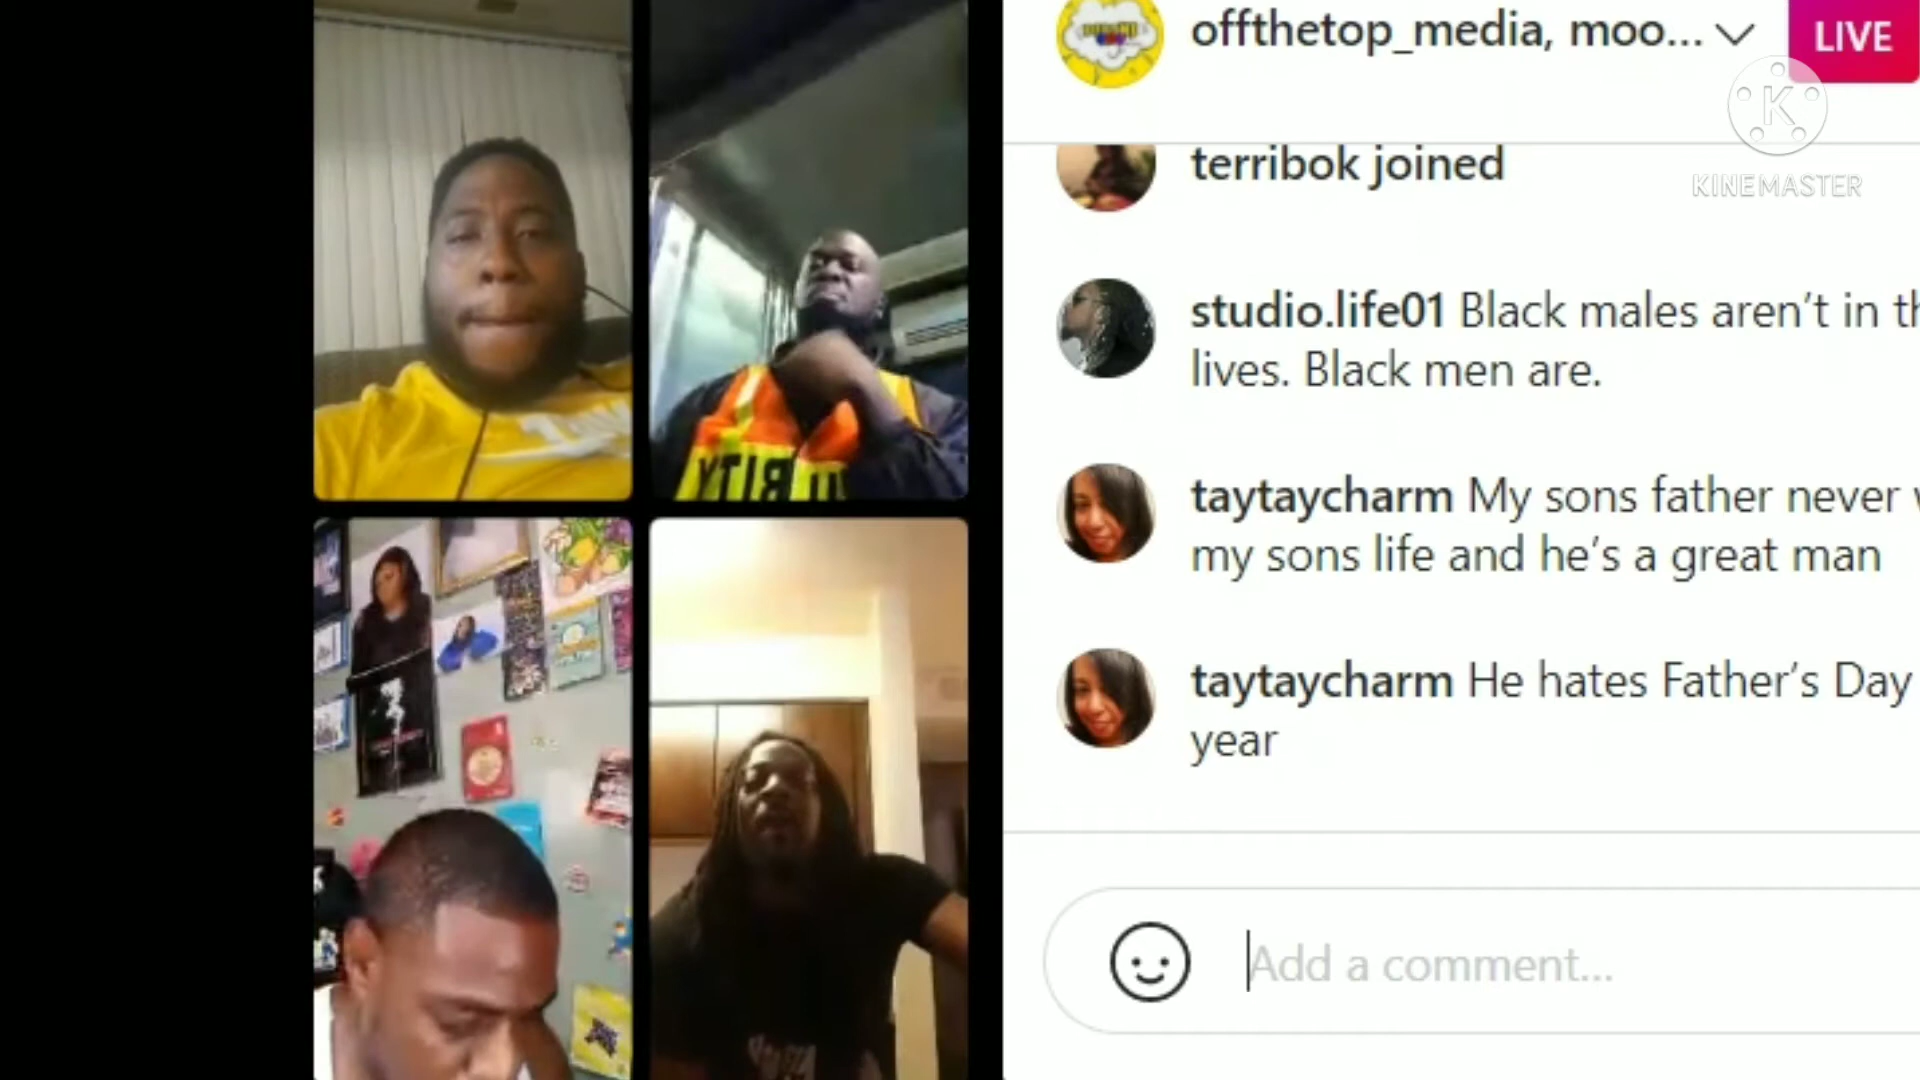 offthetop_media, moo...
LIVE
KINEMASTER
terribok joined
studio.life01 Black males aren't in
lives. Black men are.
taytaycharm My sons father never
my sons life and he's a great man
taytaycharm He hates Father's Day
year
Add a comment...